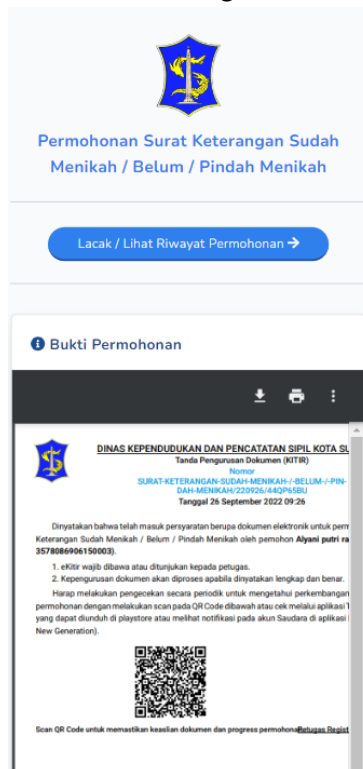 Permohonan Surat Keterangan Sudah
Menikah / Belum / Pindah Menikah
Lacak / Lihat Riwayat Permohonan →
Bukti Permohonan
DINAS KEPENDUDUKAN DAN PENCATATAN SIPIL KOTA SU
Tanda Pengurusan Dokumen (KITIR)
Nomor
SURAT-KETERANGAN-SUDAH-MENIKAH-/-BELUM-/-PIN-
DAH-MENIKAH/220926/44QP65BU
Tanggal 26 September 2022 09:26
Dinyatakan bahwa telah masuk persyaratan berupa dokumen elektronik untuk perm
Keterangan Sudah Menikah / Belum / Pindah Menikah oleh pemohon Alyani putri ra
3578086906150003).
1. eKitir wajib dibawa atau ditunjukan kepada petugas.
2. Kepengurusan dokumen akan diproses apabila dinyatakan lengkap dan benar.
Harap melakukan pengecekan secara periodik untuk mengetahui perkembangan
permohonan dengan melakukan scan pada QR Code dibawah atau cek melalui aplikasi T
yang dapat diunduh di playstore atau melihat notifikasi pada akun Saudara di aplikasi
New Generation).
Scan QR Code untuk memastikan keaslian dokumen dan progress permohona
Petugas Regist